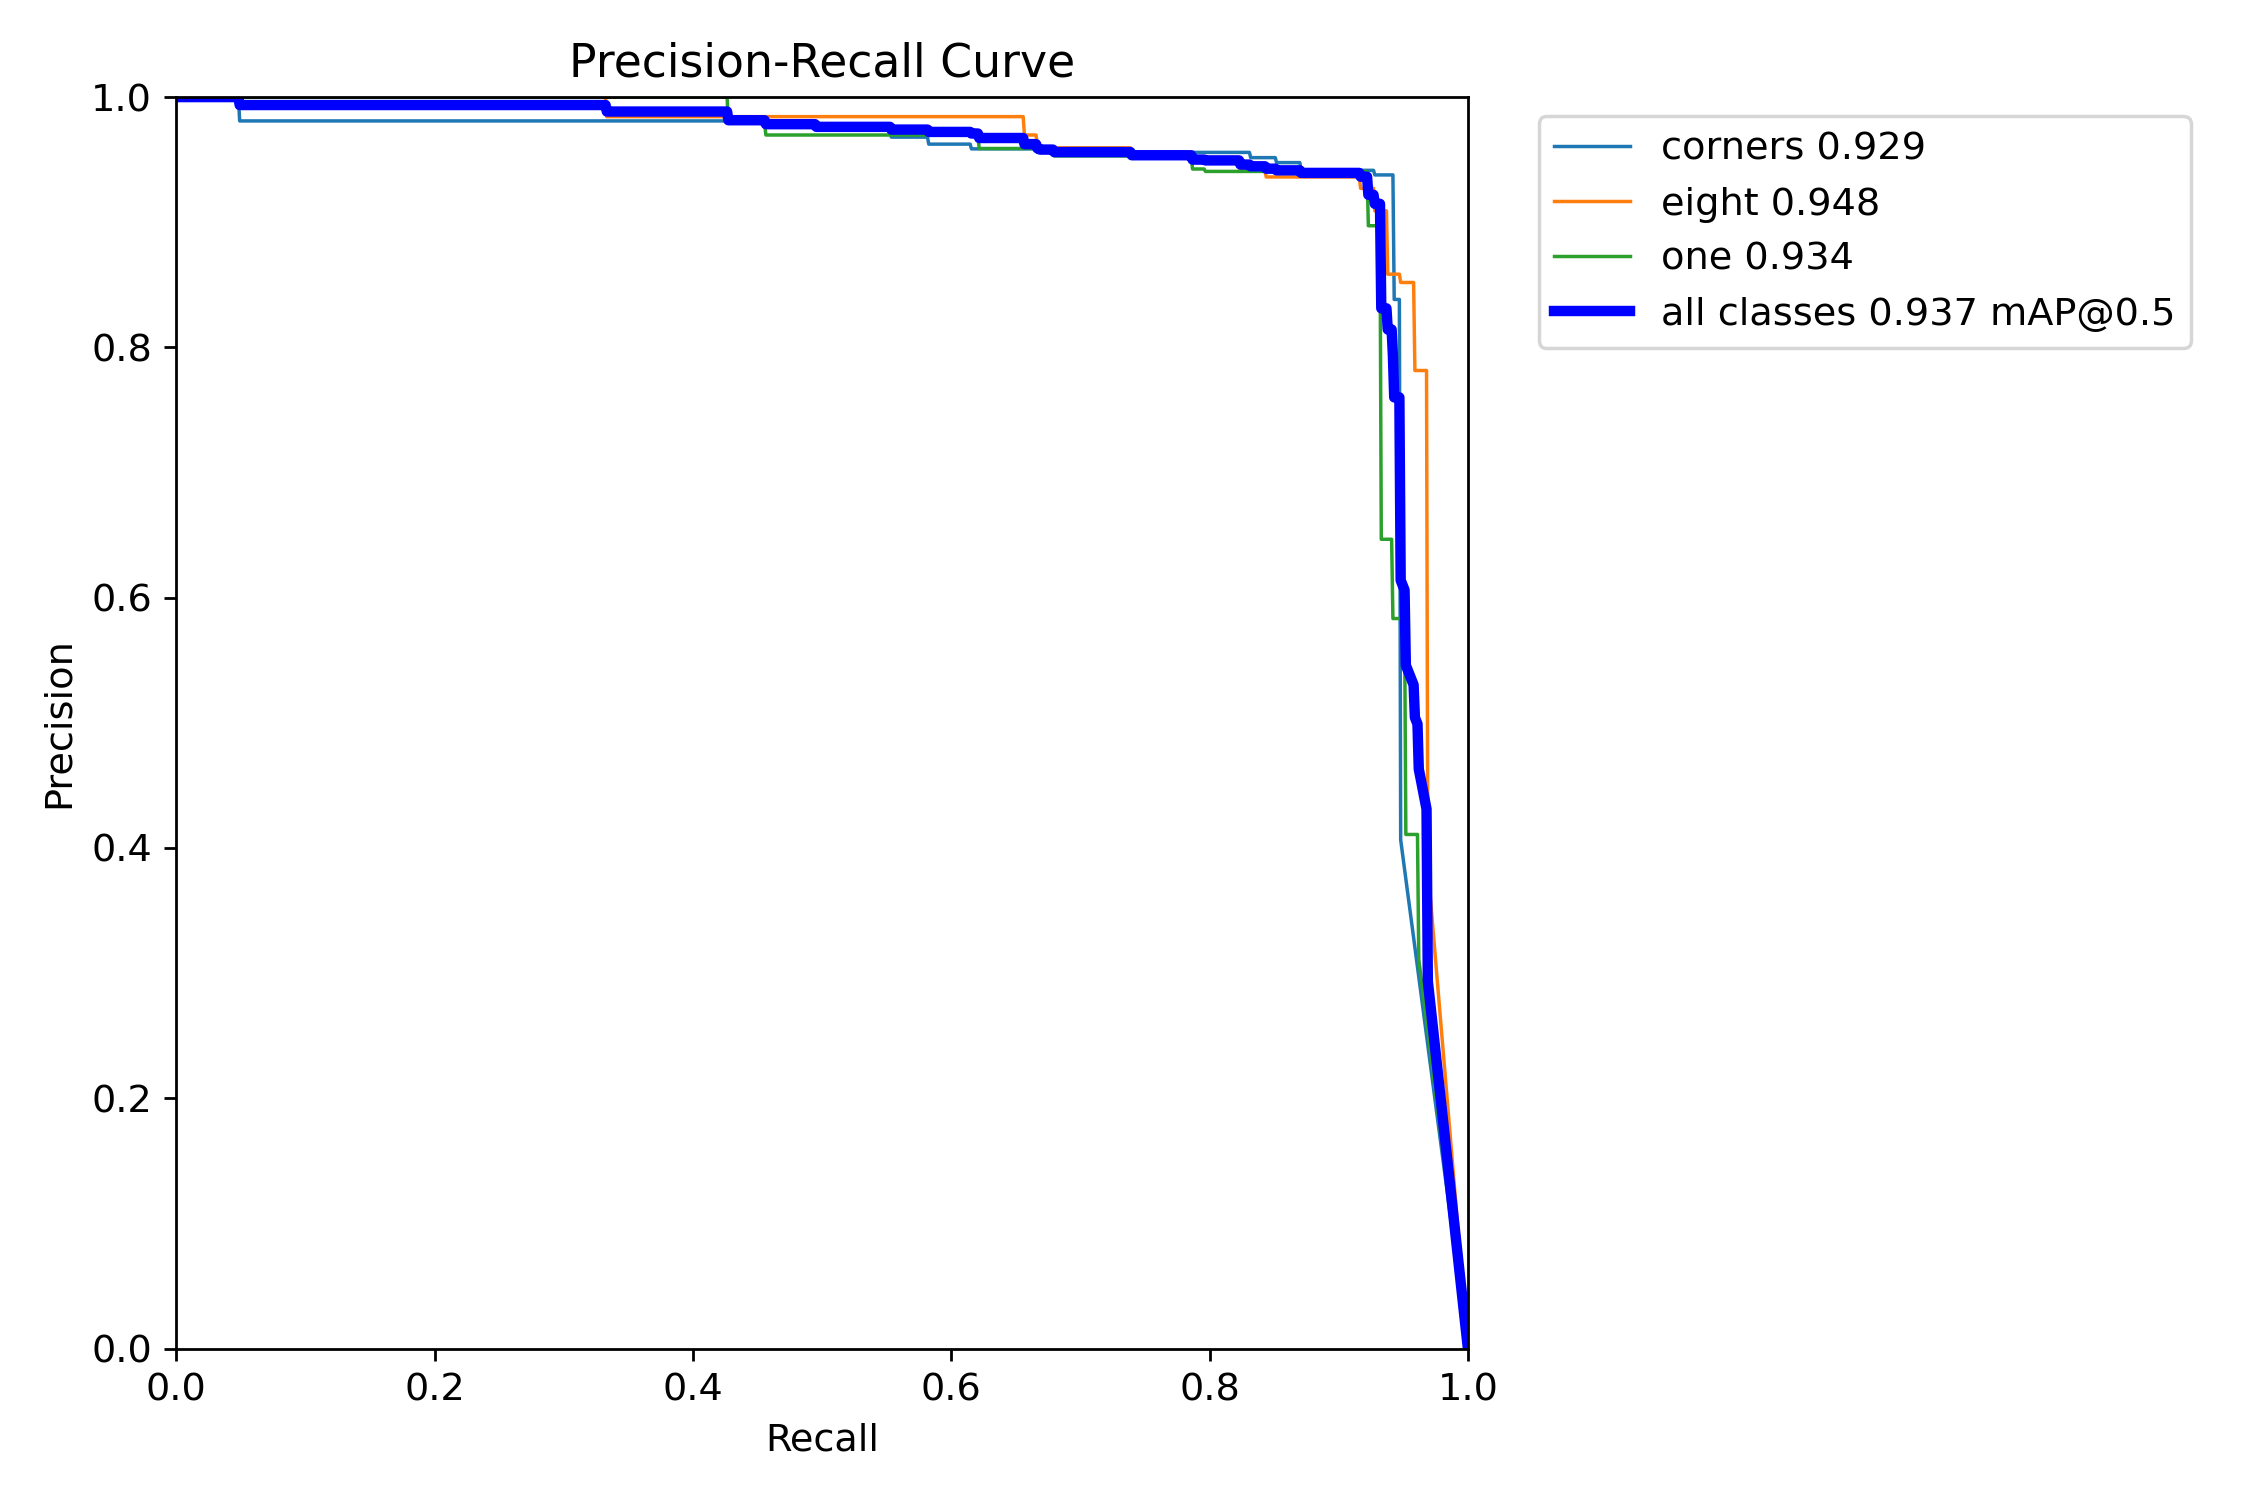 Precision-Recall Curve
1.0
0.8
0.6
0.4
0.2
0.0
Precision
0.0 0.2 0.4 0.6 0.8 1.0
Recall
corners 0.929
eight 0.948
one 0.934
all classes 0.937 mAP@0.5